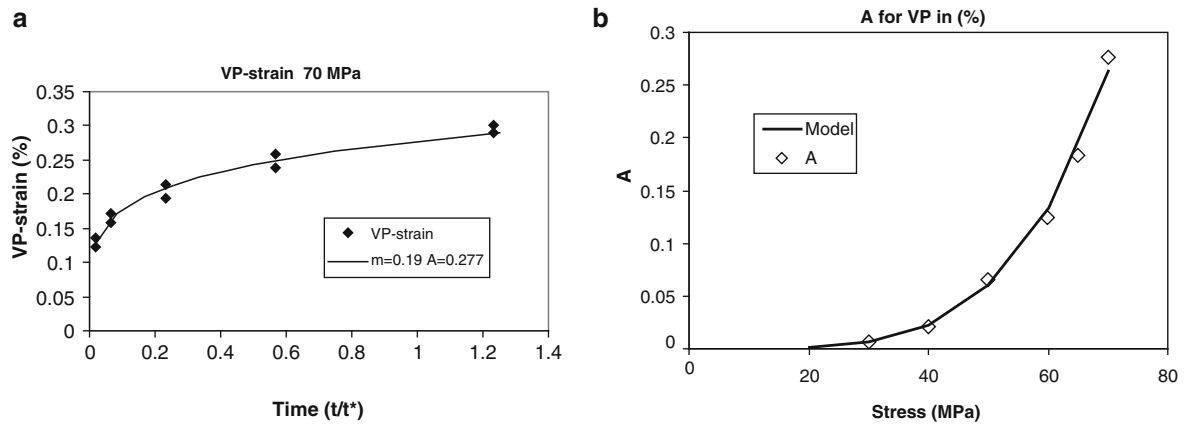 a
VP-strain 70 MPa
VP-strain (%)
0.35
0.3
0.25
0.2
0.15
0.1
0.05
0
0
0.2
0.4
0.6
0.8
1
1.2
1.4
VP-strain
m=0.19 A=0.277
Time (t/t*)
b
A for VP in (%)
A
0.3
0.25
0.2
0.15
0.1
0.05
0
0
20
40
60
80
Model
A
Stress (MPa)